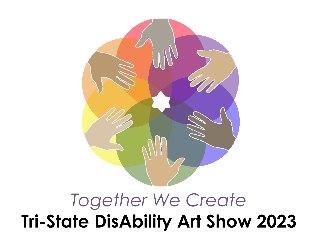 Together We Create
Tri-State DisAbility Art Show 2023